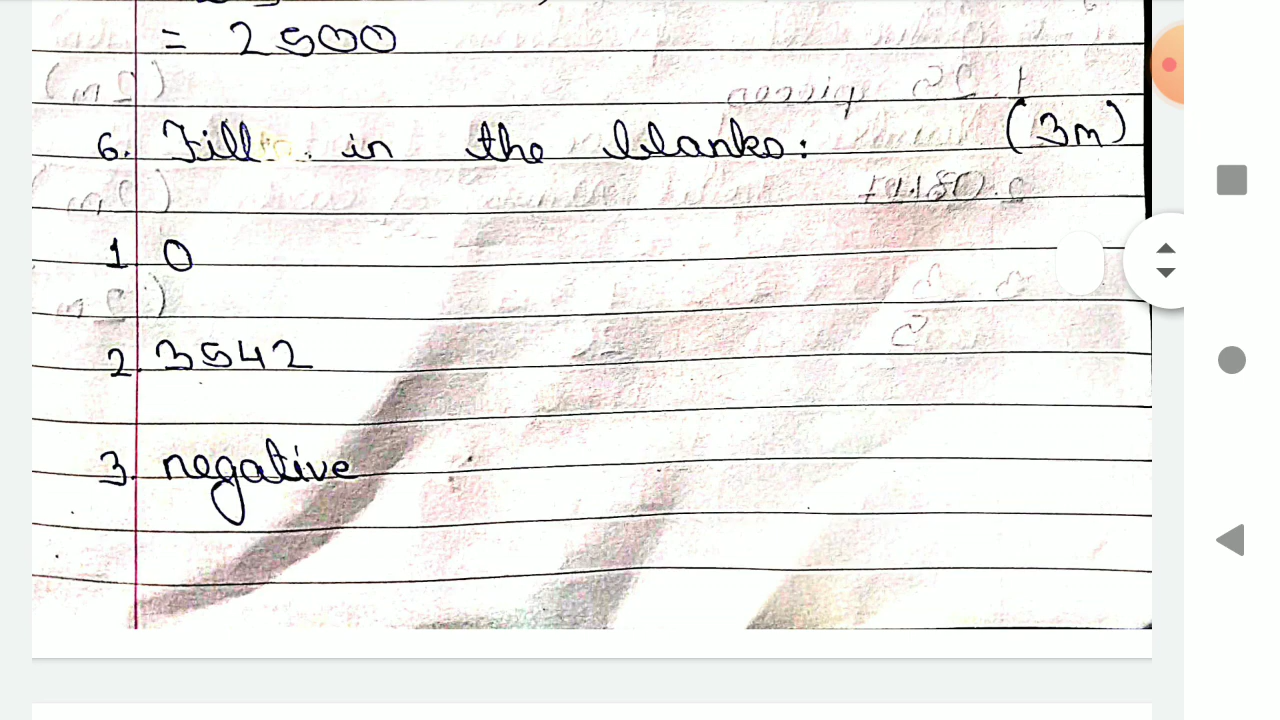 = 2500
6. Fill in the blanks: (3m)
1 0
2. 3542
3. negative